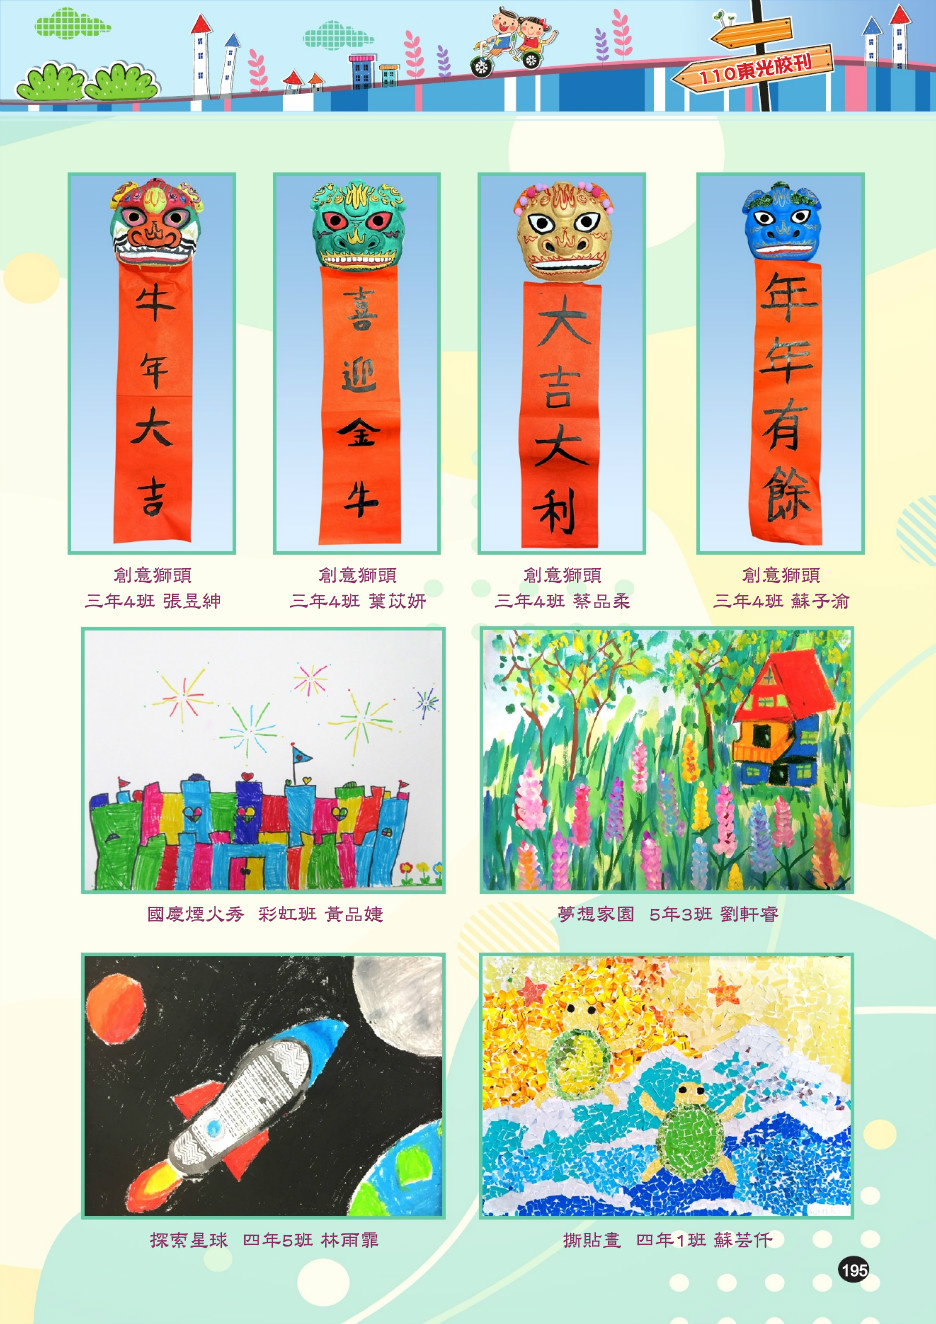 110東光校刊
牛年大吉
喜迎金牛
大吉大利
年年有餘
創意獅頭
三年4班 張昱紳
創意獅頭
三年4班 葉苡妍
創意獅頭
三年4班 蔡品柔
創意獅頭
三年4班 蘇子渝
國慶煙火秀 彩虹班 黃品婕
夢想家園 5年3班 劉軒睿
探索星球 四年5班 林雨霏
撕貼畫 四年1班 蘇芸仟
195